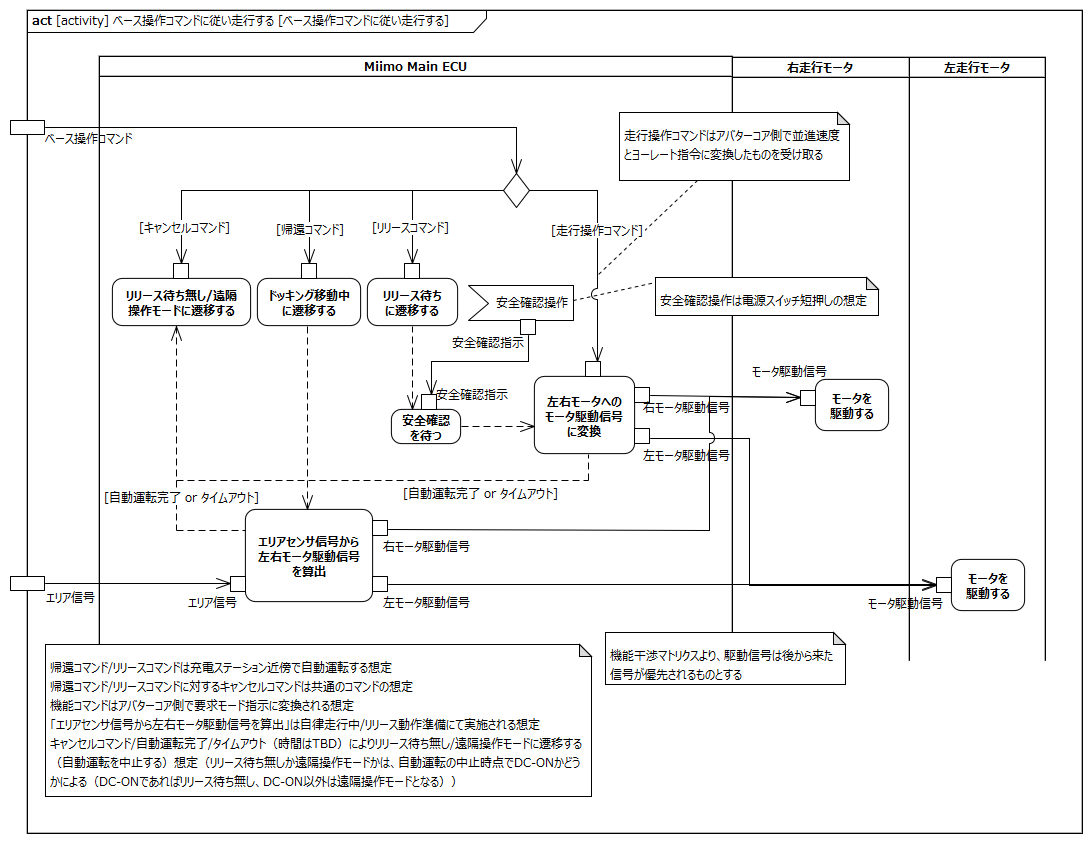 act [activity] ベース操作コマンドに従い走行する [ベース操作コマンドに従い走行する]
Miimo Main ECU
右走行モータ
左走行モータ
ベース操作コマンド
走行操作コマンドはアバターコア側で並進速度
とヨーレート指令に変換したものを受け取る
[キャンセルコマンド]
[帰還コマンド]
[リリースコマンド]
[走行操作コマンド]
リリース待ち無し/遠隔
操作モードに遷移する
ドッキング移動中
に遷移する
リリース待ち
に遷移する
安全確認操作
安全確認操作は電源スイッチ短押しの想定
安全確認指示
安全確認指示
安全確認
を待つ
左右モータへの
モータ駆動信号
に変換
右モータ駆動信号
左モータ駆動信号
モータ駆動信号
モータを
駆動する
[自動運転完了 or タイムアウト]
[自動運転完了 or タイムアウト]
エリアセンサ信号から
左右モータ駆動信号
を算出
右モータ駆動信号
左モータ駆動信号
エリア信号
エリア信号
モータ駆動信号
モータを
駆動する
帰還コマンド/リリースコマンドは充電ステーション近傍で自動運転する想定
帰還コマンド/リリースコマンドに対するキャンセルコマンドは共通のコマンドの想定
機能コマンドはアバターコア側で要求モード指示に変換される想定
「エリアセンサ信号から左右モータ駆動信号を算出」は自律走行中/リリース動作準備にて実施される想定
キャンセルコマンド/自動運転完了/タイムアウト（時間はTBD）によりリリース待ち無し/遠隔操作モードに遷移する
（自動運転を中止する）想定（リリース待ち無しか遠隔操作モードかは、自動運転の中止時点でDC-ONかどう
かによる（DC-ONであればリリース待ち無し、DC-ON以外は遠隔操作モードとなる））
機能干渉マトリクスより、駆動信号は後から来た
信号が優先されるものとする